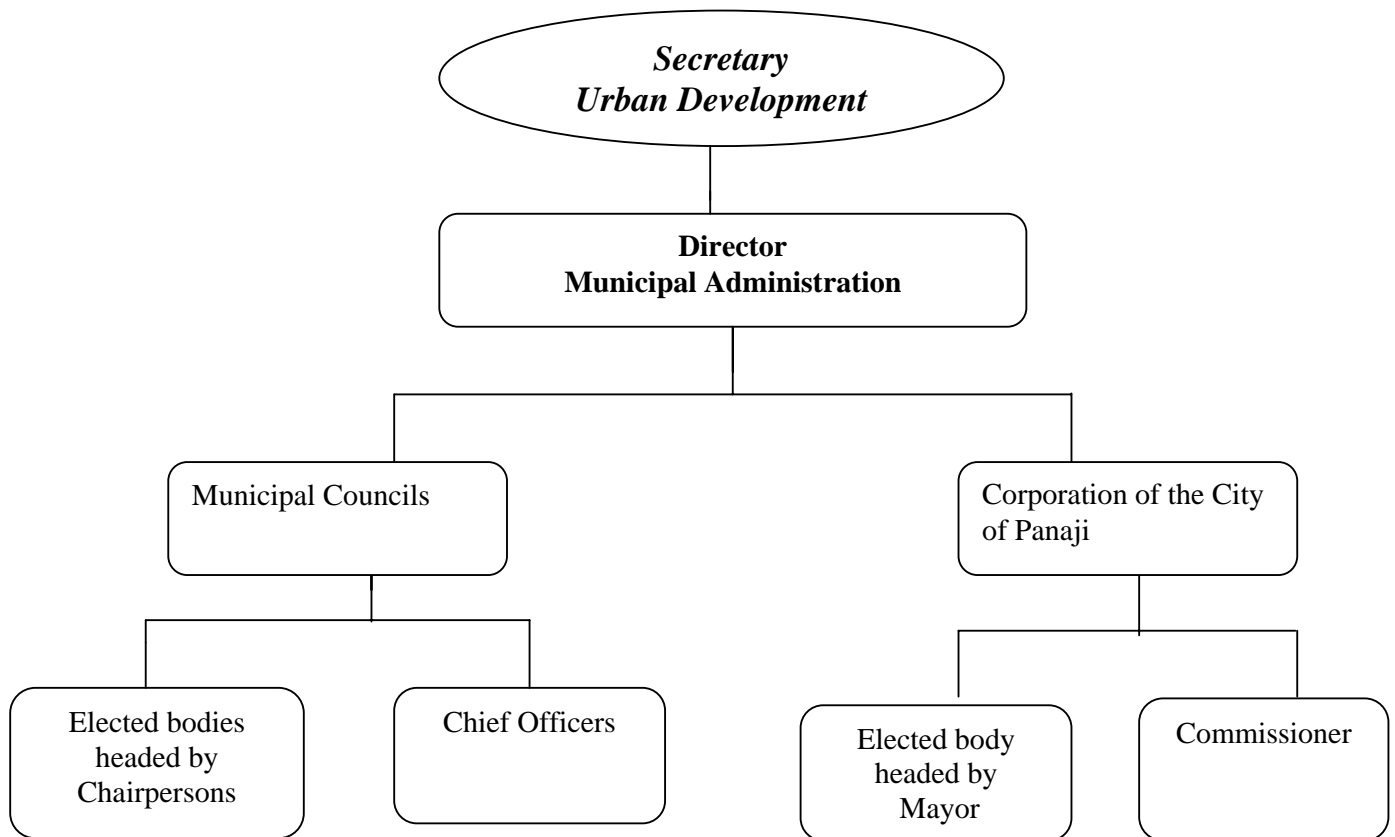 Secretary
Urban Development
Director
Municipal Administration
Municipal Councils
Corporation of the City
of Panaji
Elected bodies
headed by
Chairpersons
Chief Officers
Elected body
headed by
Mayor
Commissioner